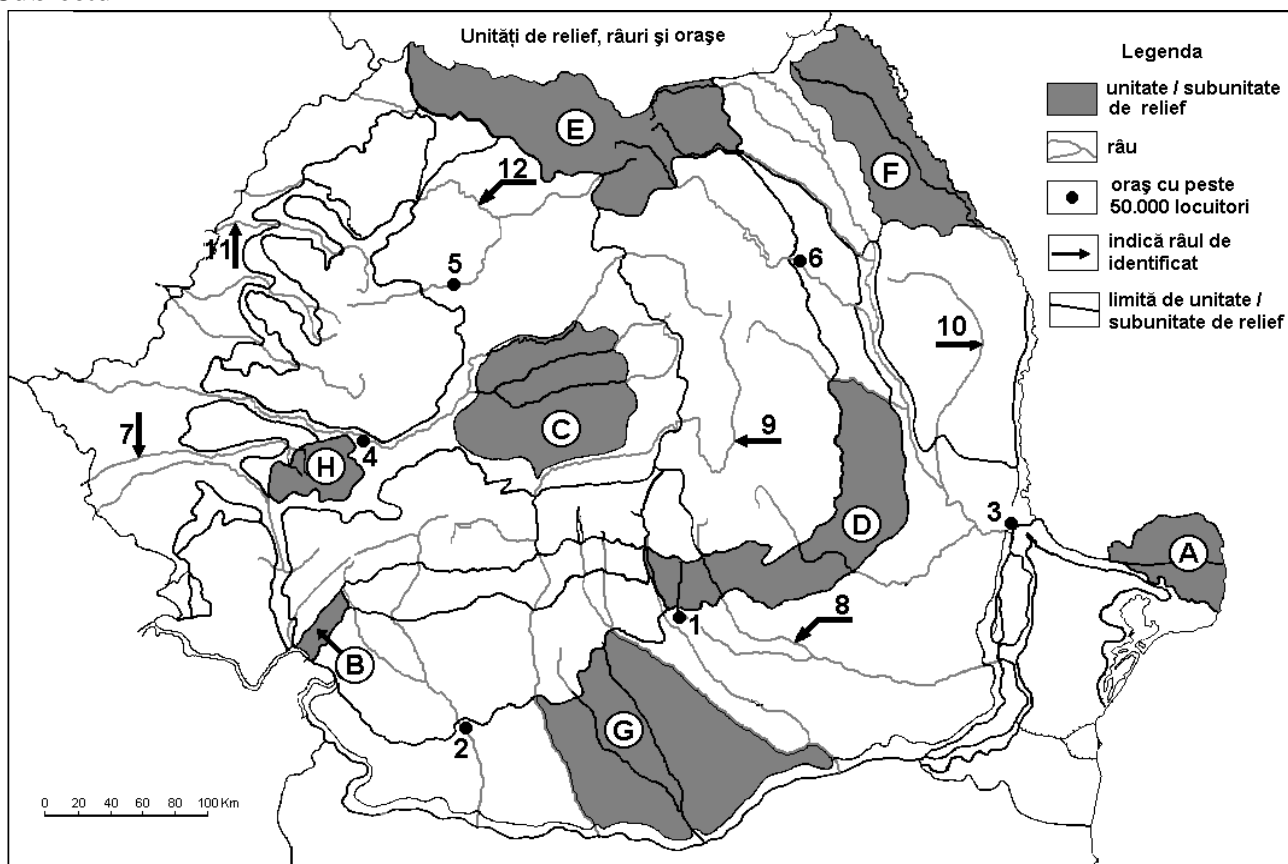 Unități de relief, râuri și orașe
Legenda
unitate / subunitate
de relief
râu
oraș cu peste
50.000 locuitori
indică râul de
identificat
limită de unitate /
subunitate de relief
E
12
F
11
5
6
10
C
7
9
4
H
D
3
A
8
1
B
G
2
0 20 40 60 80 100 Km